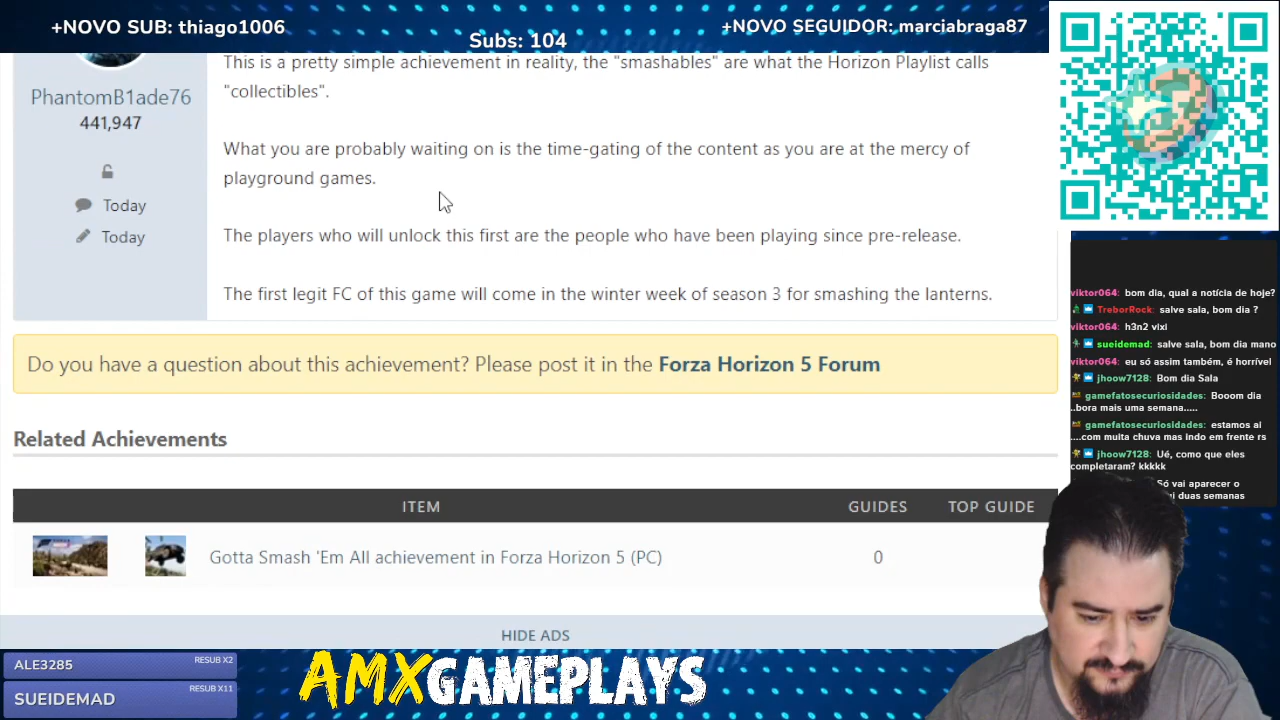 +NOVO SUB: thiago1006
Subs: 104
+NOVO SEGUIDOR: marciabraga87
PhantomB1ade76
441,947
Today
Today
This is a pretty simple achievement in reality, the "smashables" are what the Horizon Playlist calls
"collectibles".
What you are probably waiting on is the time-gating of the content as you are at the mercy of
playground games.
The players who will unlock this first are the people who have been playing since pre-release.
The first legit FC of this game will come in the winter week of season 3 for smashing the lanterns.
Do you have a question about this achievement? Please post it in the Forza Horizon 5 Forum
Related Achievements
ITEM GUIDES TOP GUIDE
Gotta Smash 'Em All achievement in Forza Horizon 5 (PC) 0
HIDE ADS
viktor064: bom dia, qual a notícia de hoje?
TreborRock: salve sala, bom dia ?
viktor064: h3n2 vixi
sueidemad: salve sala, bom dia mano
viktor064: eu só assim também, é horrível
jhoow7128: Bom dia Sala
gamefatosecuriosidades: Booom dia
..bora mais uma semana.....
gamefatosecuriosidades: estamos ai
....com muita chuva mas indo em frente rs
jhoow7128: Ué, como que eles
completaram? kkkkk
Só vai aparecer o
duas semanas
ALE3285 RESUB X2
SUEIDEMAD RESUB X11
AMXGAMEPLAYS